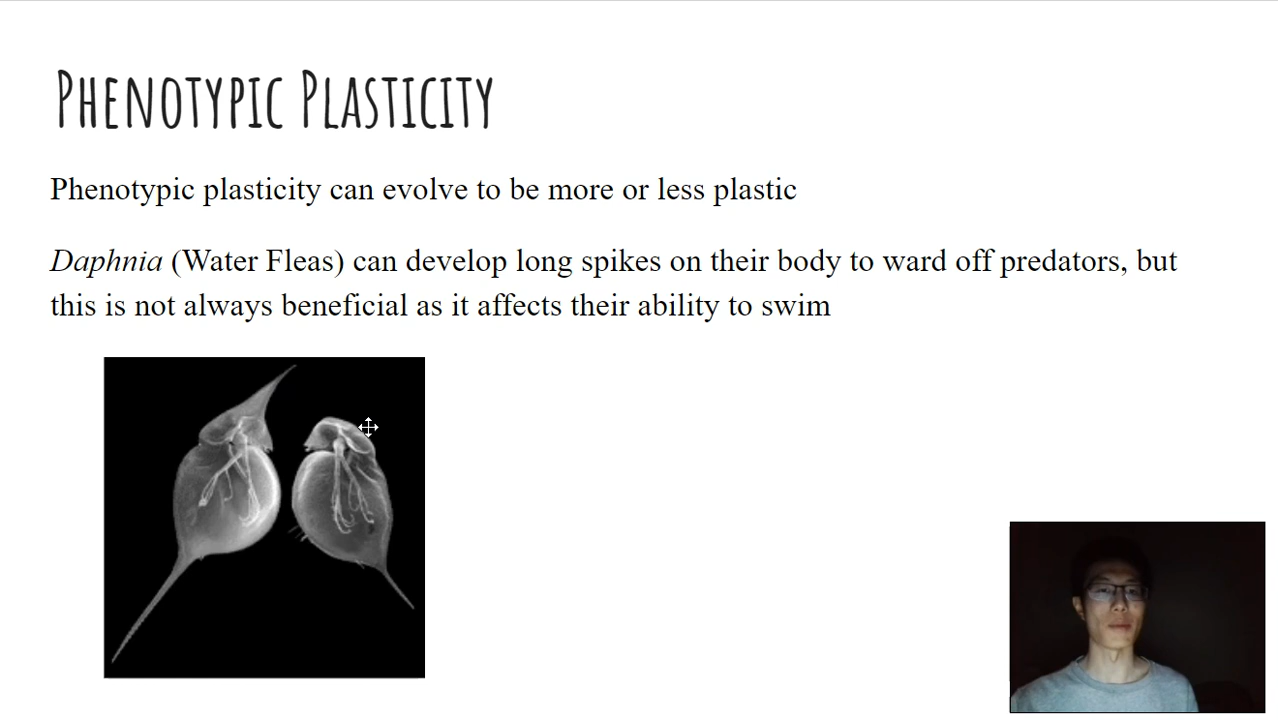 Phenotypic Plasticity
Phenotypic plasticity can evolve to be more or less plastic
Daphnia (Water Fleas) can develop long spikes on their body to ward off predators, but
this is not always beneficial as it affects their ability to swim